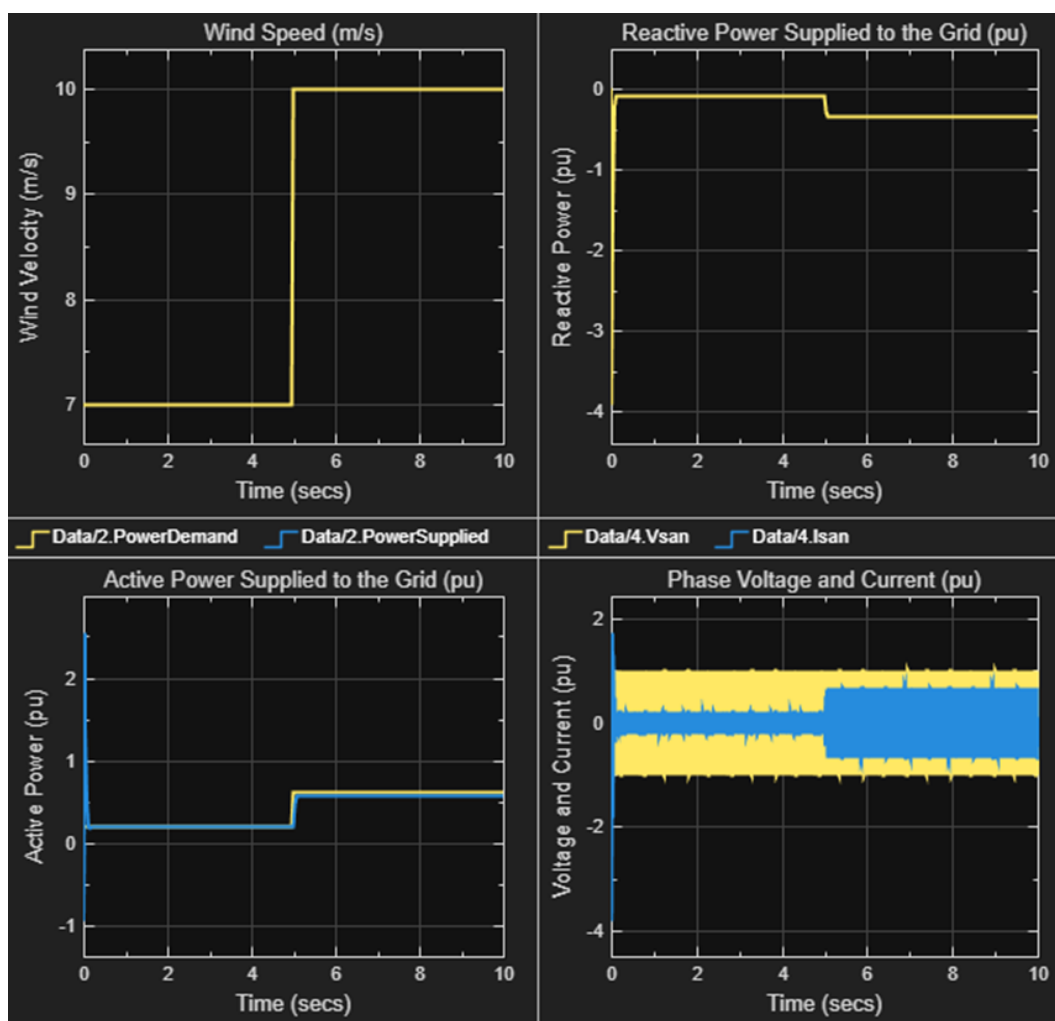 Wind Speed (m/s)
10
9
8
7
Wind Velocity (m/s)
0 2 4 6 8 10
Time (secs)
Reactive Power Supplied to the Grid (pu)
0
-1
-2
-3
-4
Reactive Power (pu)
0 2 4 6 8 10
Time (secs)
Data/2.PowerDemand Data/2.PowerSupplied
Active Power Supplied to the Grid (pu)
2
1
0
-1
Active Power (pu)
0 2 4 6 8 10
Time (secs)
Data/4.Vsan Data/4.Isan
Phase Voltage and Current (pu)
2
0
-2
-4
Voltage and Current (pu)
0 2 4 6 8 10
Time (secs)